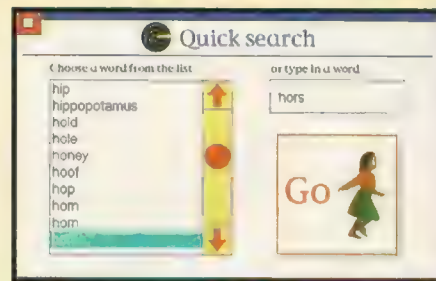 Quick search
Choose a word from the list
or type in a word
hip
hippopotamus
hold
hole
honey
hoof
hop
horn
horn
hors
Go